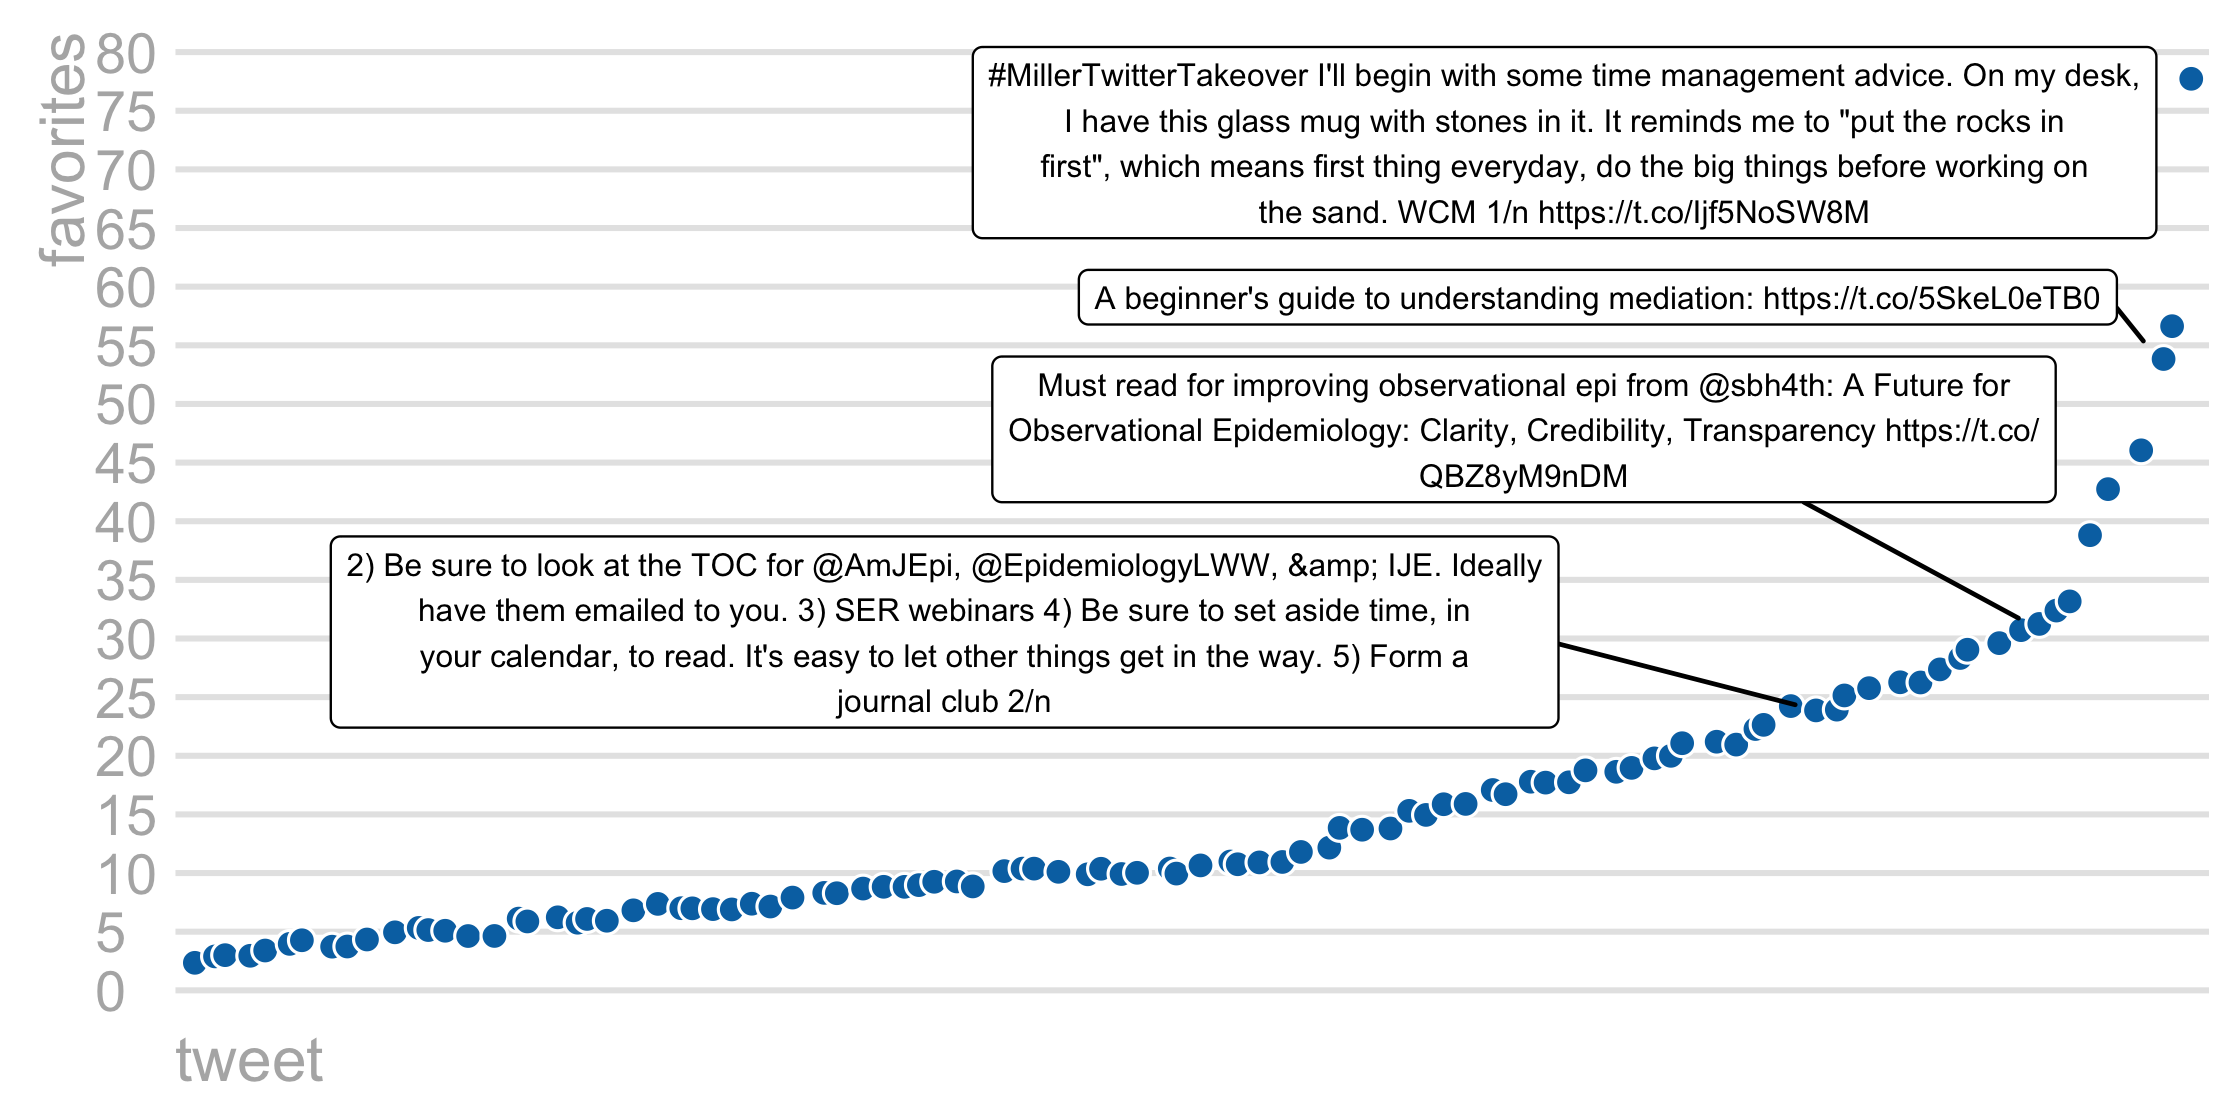 favorites
80
75
70
65
60
55
50
45
40
35
30
25
20
15
10
5
0
#MillerTwitterTakeover I'll begin with some time management advice. On my desk,
I have this glass mug with stones in it. It reminds me to "put the rocks in
first", which means first thing everyday, do the big things before working on
the sand. WCM 1/n https://t.co/Ijf5NoSW8M
A beginner's guide to understanding mediation: https://t.co/5SkeL0eTB0
Must read for improving observational epi from @sbh4th: A Future for
Observational Epidemiology: Clarity, Credibility, Transparency https://t.co/
QBZ8yM9nDM
2) Be sure to look at the TOC for @AmJEpi, @EpidemiologyLWW, &amp; IJE. Ideally
have them emailed to you. 3) SER webinars 4) Be sure to set aside time, in
your calendar, to read. It's easy to let other things get in the way. 5) Form a
journal club 2/n
tweet